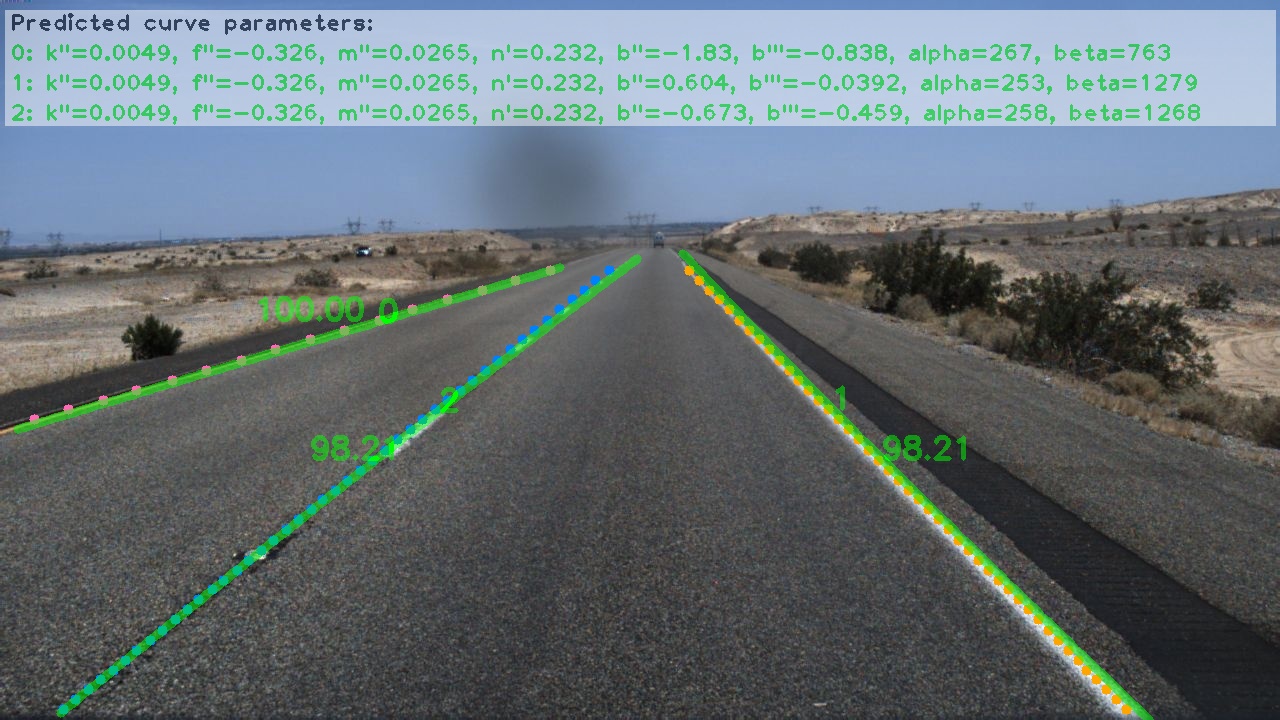 Predicted curve parameters:
0: k''=0.0049, f''=−0.326, m''=0.0265, n'=0.232, b''=−1.83, b'''=−0.838, alpha=267, beta=763
1: k''=0.0049, f''=−0.326, m''=0.0265, n'=0.232, b''=0.604, b'''=−0.0392, alpha=253, beta=1279
2: k''=0.0049, f''=−0.326, m''=0.0265, n'=0.232, b''=−0.673, b'''=−0.459, alpha=258, beta=1268
100.00 0
2 1
98.21 98.21